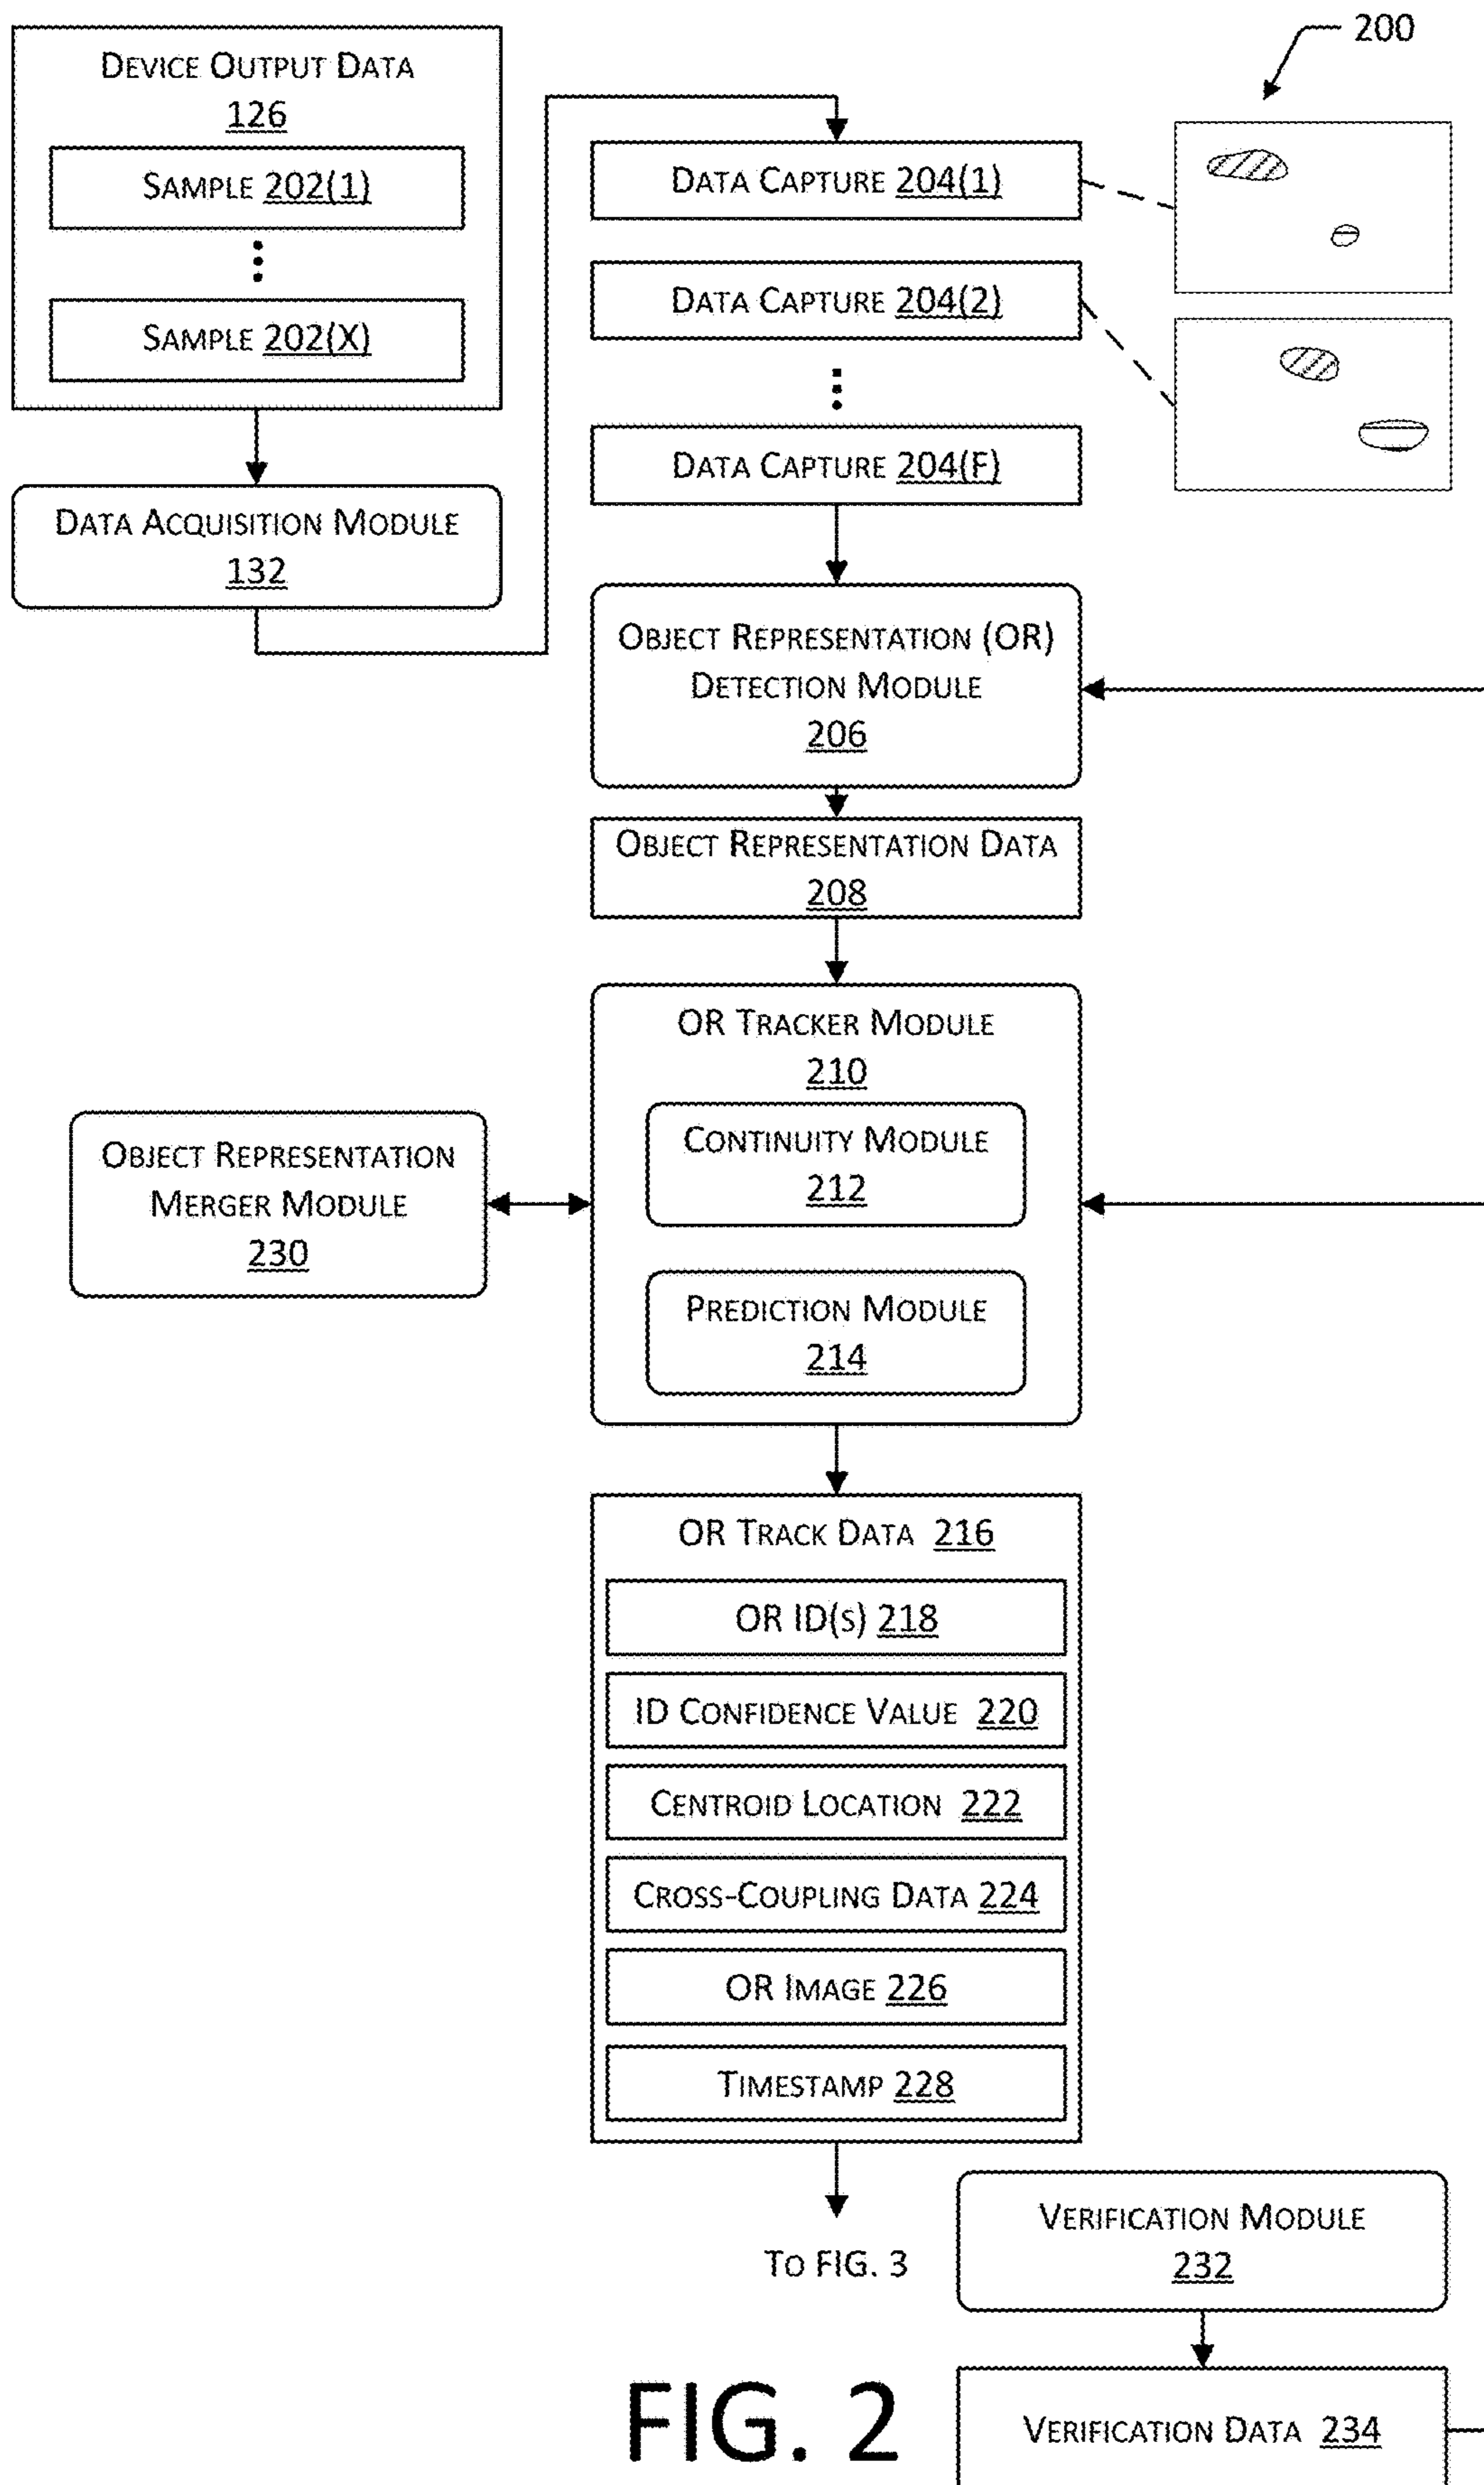 200
DEVICE OUTPUT DATA
126
SAMPLE 202(1)
SAMPLE 202(X)
DATA ACQUISITION MODULE
132
DATA CAPTURE 204(1)
DATA CAPTURE 204(2)
DATA CAPTURE 204(F)
OBJECT REPRESENTATION (OR)
DETECTION MODULE
206
OBJECT REPRESENTATION DATA
208
OR TRACKER MODULE
210
CONTINUITY MODULE
212
PREDICTION MODULE
214
OBJECT REPRESENTATION
MERGER MODULE
230
OR TRACK DATA 216
OR ID(S) 218
ID CONFIDENCE VALUE 220
CENTROID LOCATION 222
CROSS-COUPLING DATA 224
OR IMAGE 226
TIMESTAMP 228
TO FIG. 3
VERIFICATION MODULE
232
VERIFICATION DATA 234
FIG. 2